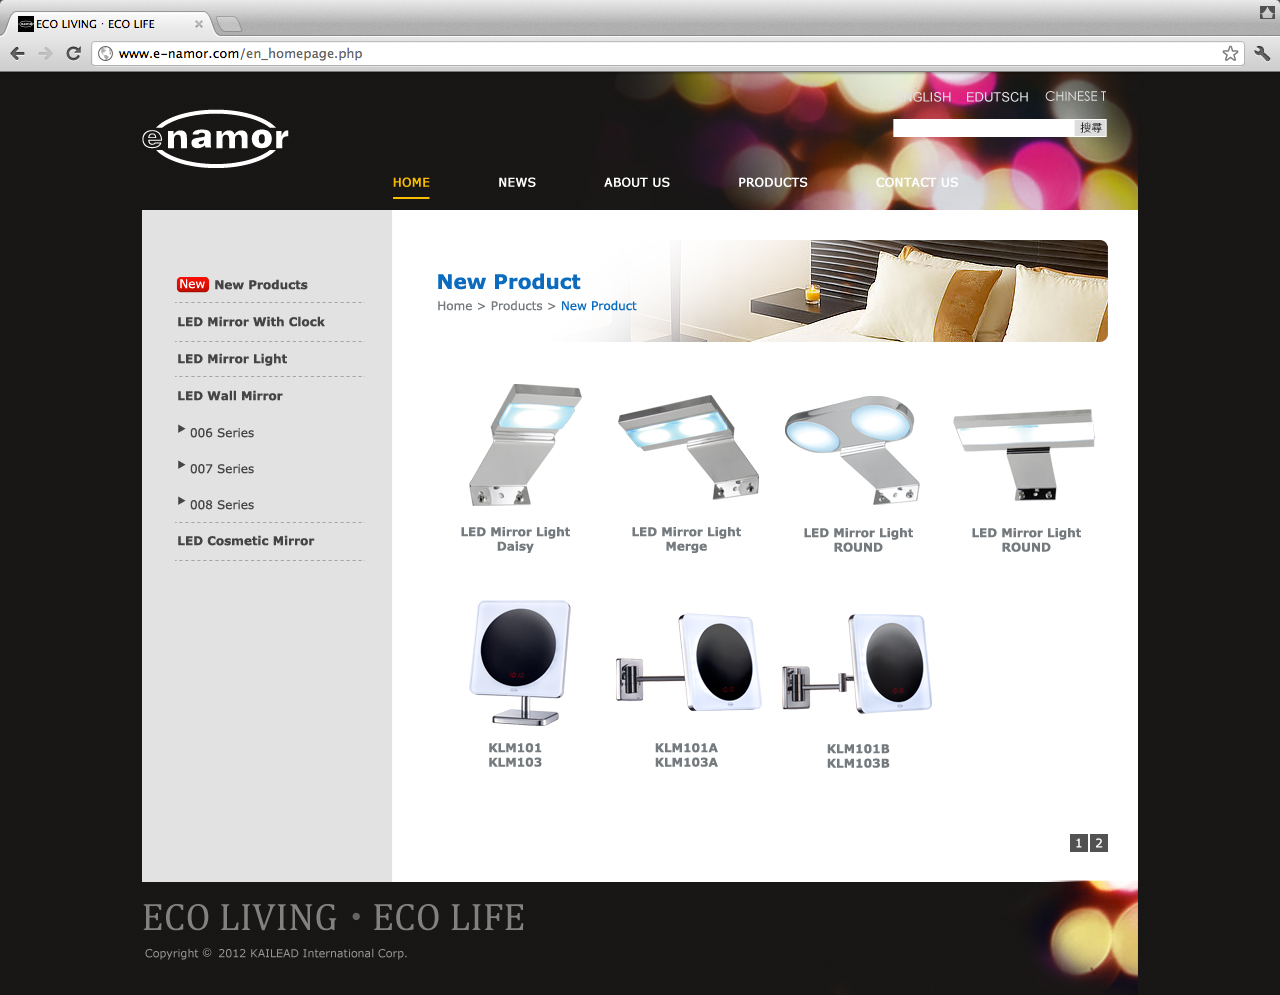 ECO LIVING · ECO LIFE
www.e-namor.com/en_homepage.php
ENGLISH EDUTSCH CHINESE T
搜尋
enamor
HOME NEWS ABOUT US PRODUCTS CONTACT US
New New Products
LED Mirror With Clock
LED Mirror Light
LED Wall Mirror
006 Series
007 Series
008 Series
LED Cosmetic Mirror
New Product
Home > Products > New Product
LED Mirror Light
Daisy
LED Mirror Light
Merge
LED Mirror Light
ROUND
LED Mirror Light
ROUND
KLM101
KLM103
KLM101A
KLM103A
KLM101B
KLM103B
1 2
ECO LIVING · ECO LIFE
Copyright © 2012 KAILEAD International Corp.